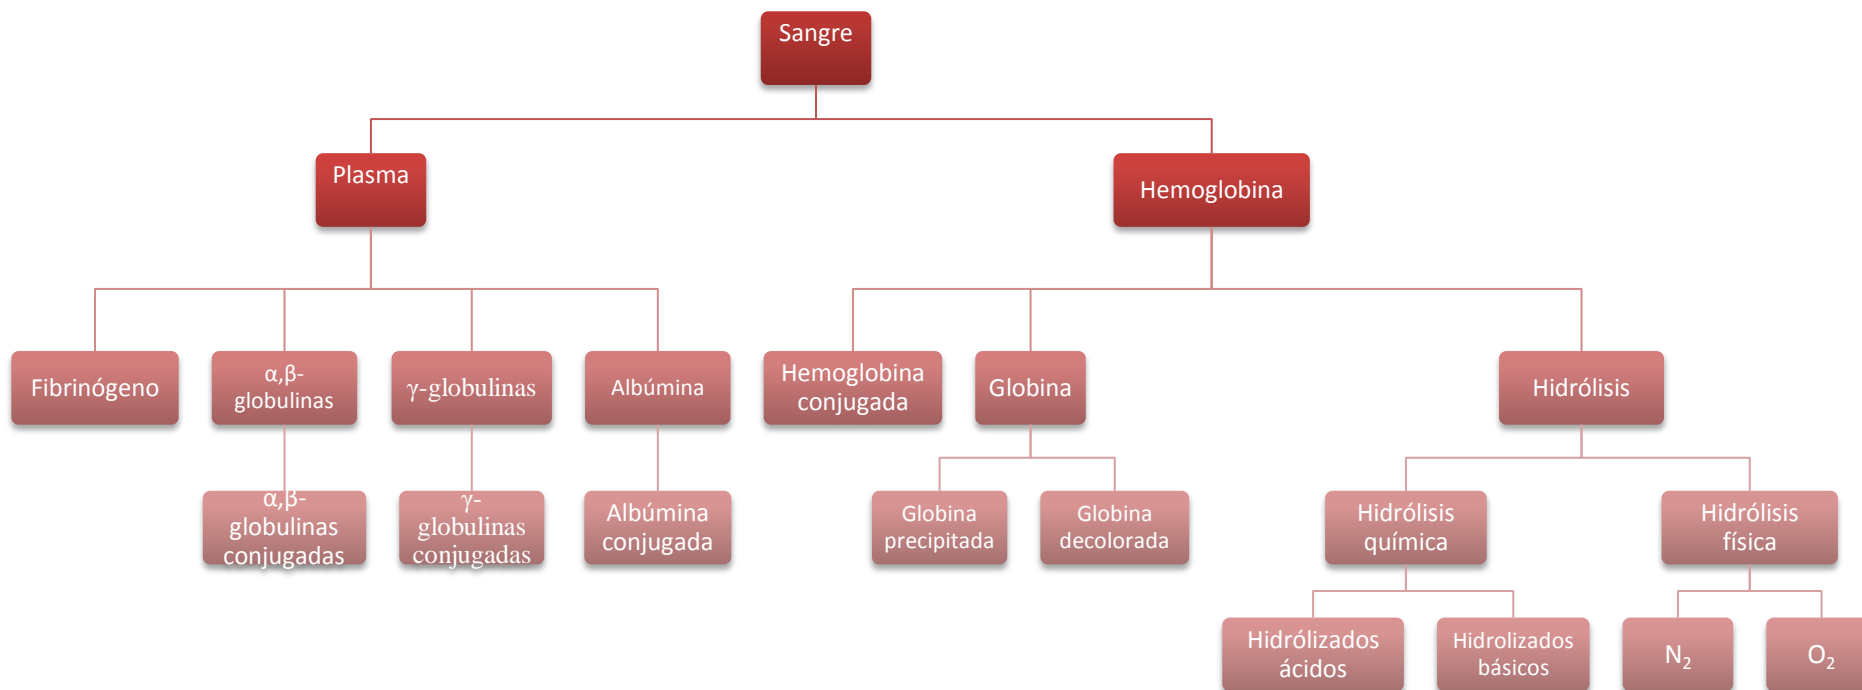 Sangre
Plasma
Hemoglobina
Fibrinógeno
α,β-
globulinas
γ-globulinas
Albúmina
Hemoglobina
conjugada
Globina
Hidrólisis
α,β-
globulinas
conjugadas
γ-
globulinas
conjugadas
Albúmina
conjugada
Globina
precipitada
Globina
decolorada
Hidrólisis
química
Hidrólisis
física
Hidrólizados
ácidos
Hidrolizados
básicos
N₂
O₂